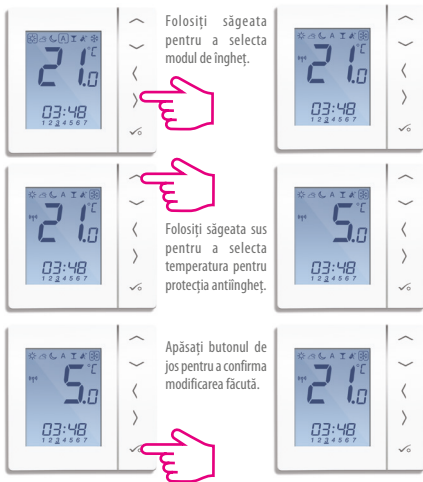 21.0 °C
03:48
1 2 3 4 5 6 7
Folosiți săgeata
pentru a selecta
modul de îngheț.
21.0 °C
03:48
1 2 3 4 5 6 7
21.0 °C
03:48
1 2 3 4 5 6 7
Folosiți săgeata sus
pentru a selecta
temperatura pentru
protecția antiîngheț.
5.0 °C
03:48
1 2 3 4 5 6 7
5.0 °C
03:48
1 2 3 4 5 6 7
Apăsați butonul de
jos pentru a confirma
modificarea făcută.
21.0 °C
03:48
1 2 3 4 5 6 7